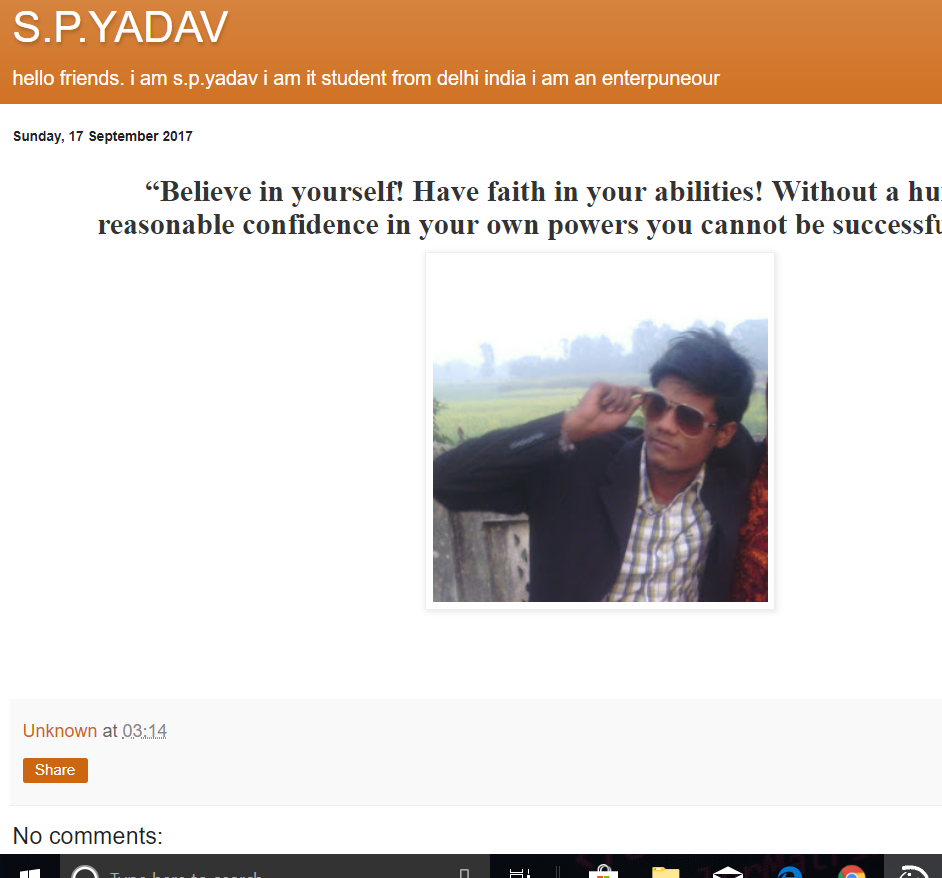 S.P.YADAV
hello friends. i am s.p.yadav i am it student from delhi india i am an enterpuneour
Sunday, 17 September 2017
“Believe in yourself! Have faith in your abilities! Without a hu
reasonable confidence in your own powers you cannot be successfu
Unknown at 03:14
Share
No comments:
Type here to search